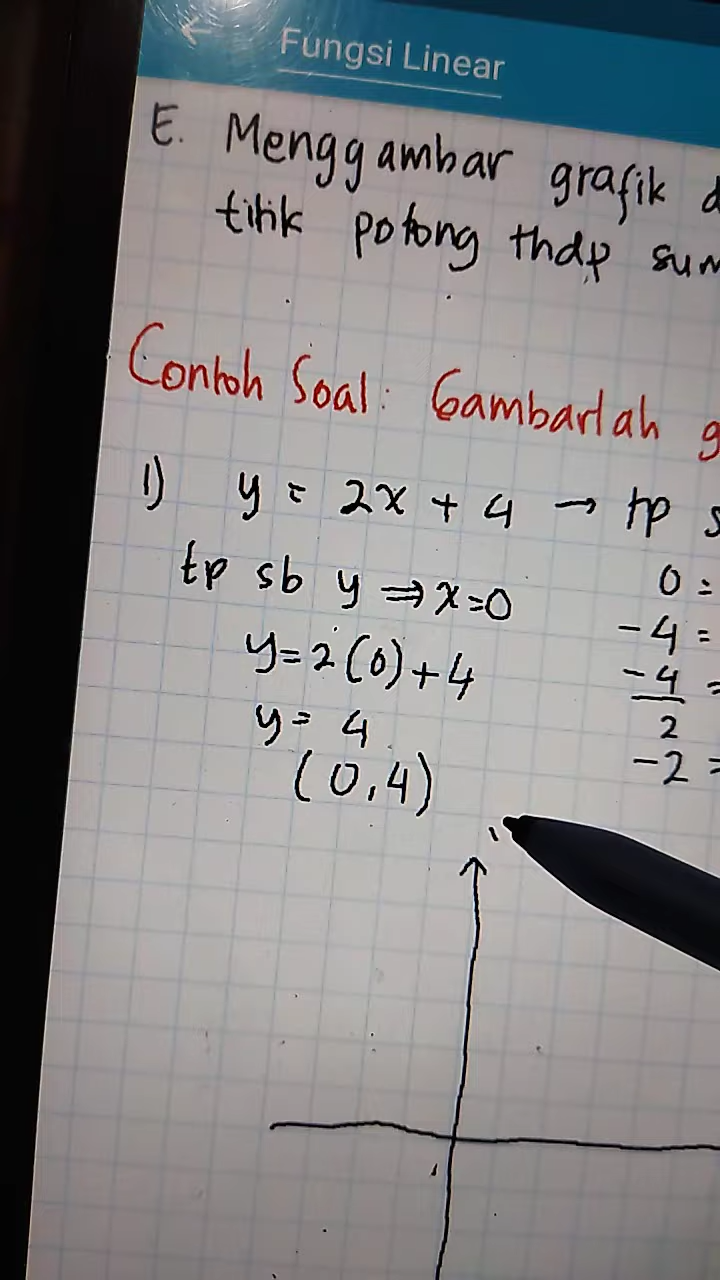 Fungsi Linear
E. Menggambar grafik
titik potong thdp
Contoh Soal: Gambarlah
1) y = 2x + 4 → tp
tp sb y ⇒ x=0
0 =
y=2(0)+4
-4 =
y= 4
-4/2 =
(0,4)
-2 =